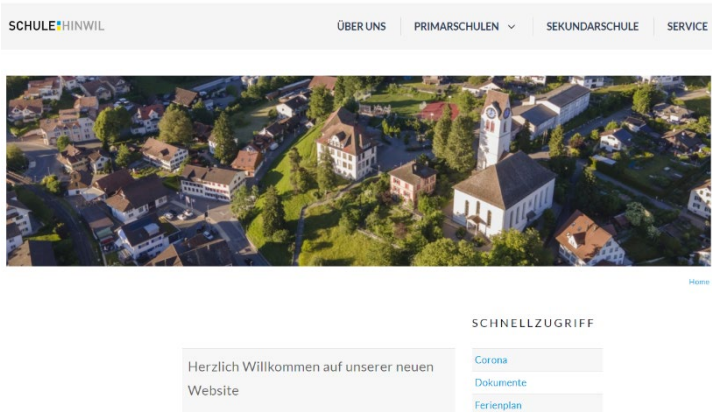 SCHULE HINWIL
ÜBER UNS PRIMARSCHULEN SEKUNDARSCHULE SERVICE
Home
SCHNELLZUGRIFF
Corona
Herzlich Willkommen auf unserer neuen
Website
Dokumente
Ferienplan